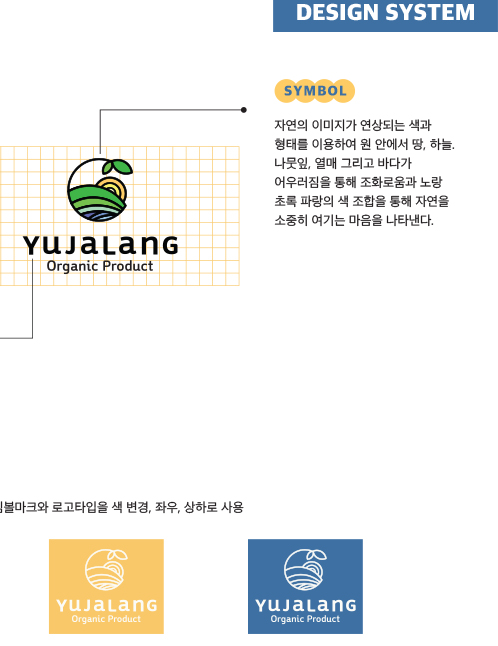 DESIGN SYSTEM
SYMBOL
자연의 이미지가 연상되는 색과
형태를 이용하여 원 안에서 땅, 하늘.
나뭇잎, 열매 그리고 바다가
어우러짐을 통해 조화로움과 노랑
초록 파랑의 색 조합을 통해 자연을
소중히 여기는 마음을 나타낸다.
YUJALANG
Organic Product
심볼마크와 로고타입을 색 변경, 좌우, 상하로 사용
YUJALANG
Organic Product
YUJALANG
Organic Product